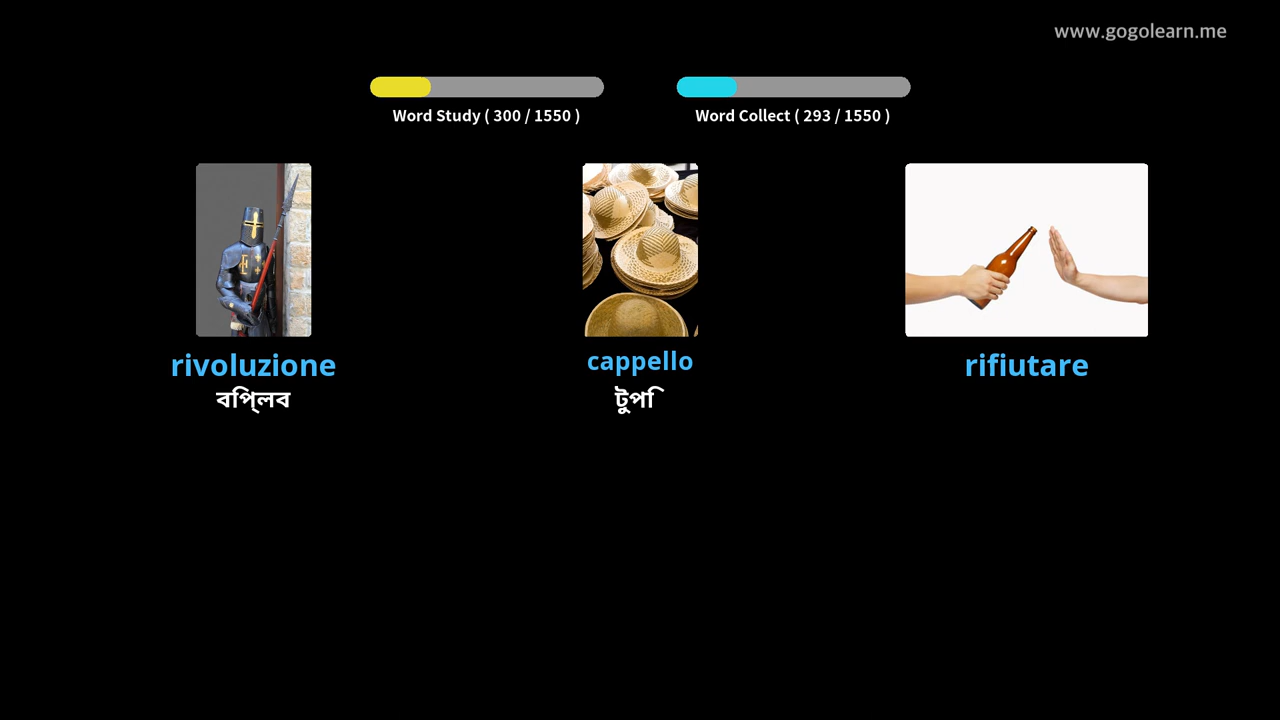 www.gogolearn.me
Word Study ( 300 / 1550 )
Word Collect ( 293 / 1550 )
rivoluzione
cappello
rifiutare
বিপ্লব
টুপি